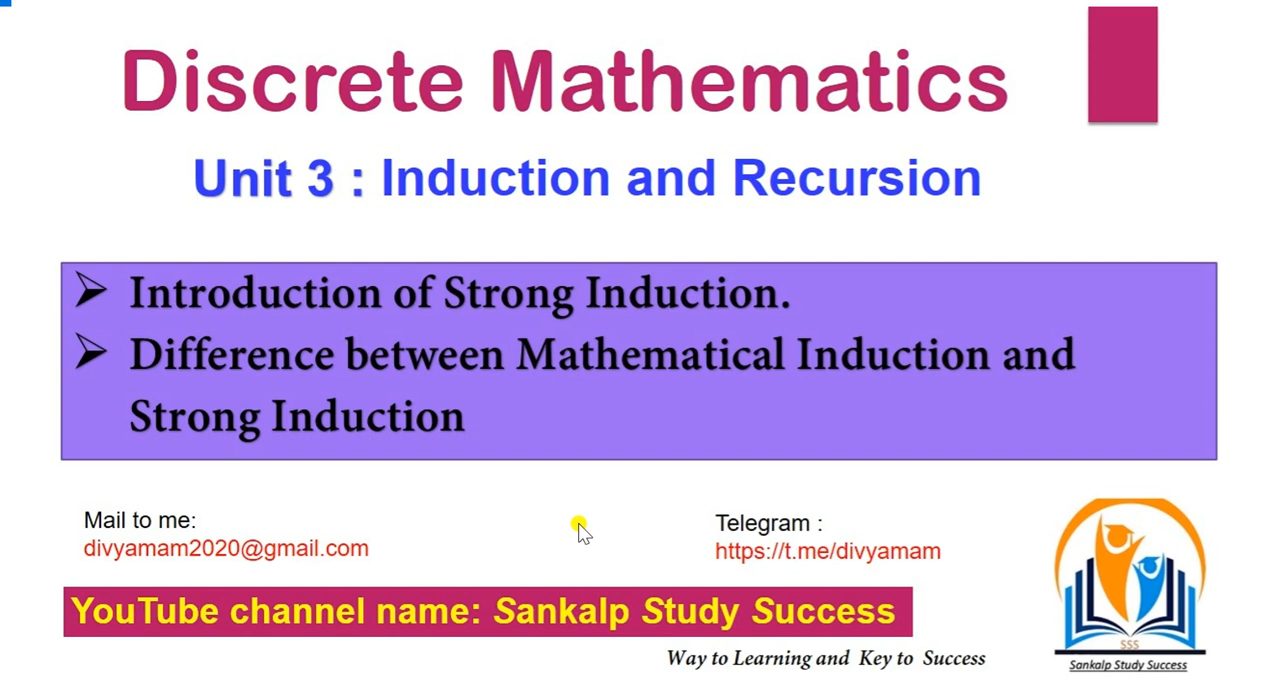 Discrete Mathematics
Unit 3 : Induction and Recursion
➢ Introduction of Strong Induction.
➢ Difference between Mathematical Induction and
Strong Induction
Mail to me:
divyamam2020@gmail.com
Telegram :
https://t.me/divyamam
YouTube channel name: Sankalp Study Success
Way to Learning and Key to Success
SSS
Sankalp Study Success